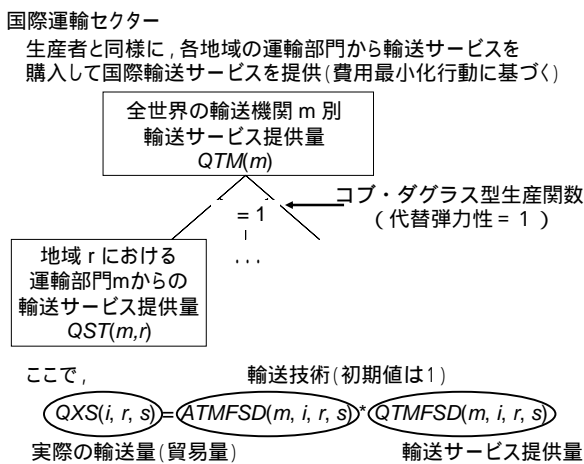 国際運輸セクター
生産者と同様に,各地域の運輸部門から輸送サービスを
購入して国際輸送サービスを提供(費用最小化行動に基づく)
全世界の輸送機関 m 別
輸送サービス提供量
QTM(m)
コブ・ダグラス型生産関数
(代替弾力性= 1 )
= 1
地域 r における
運輸部門mからの
輸送サービス提供量
QST(m,r)
...
ここで,
輸送技術(初期値は1)
QXS(i, r, s)=ATMFSD(m, i, r, s)*QTMFSD(m, i, r, s)
実際の輸送量(貿易量)
輸送サービス提供量